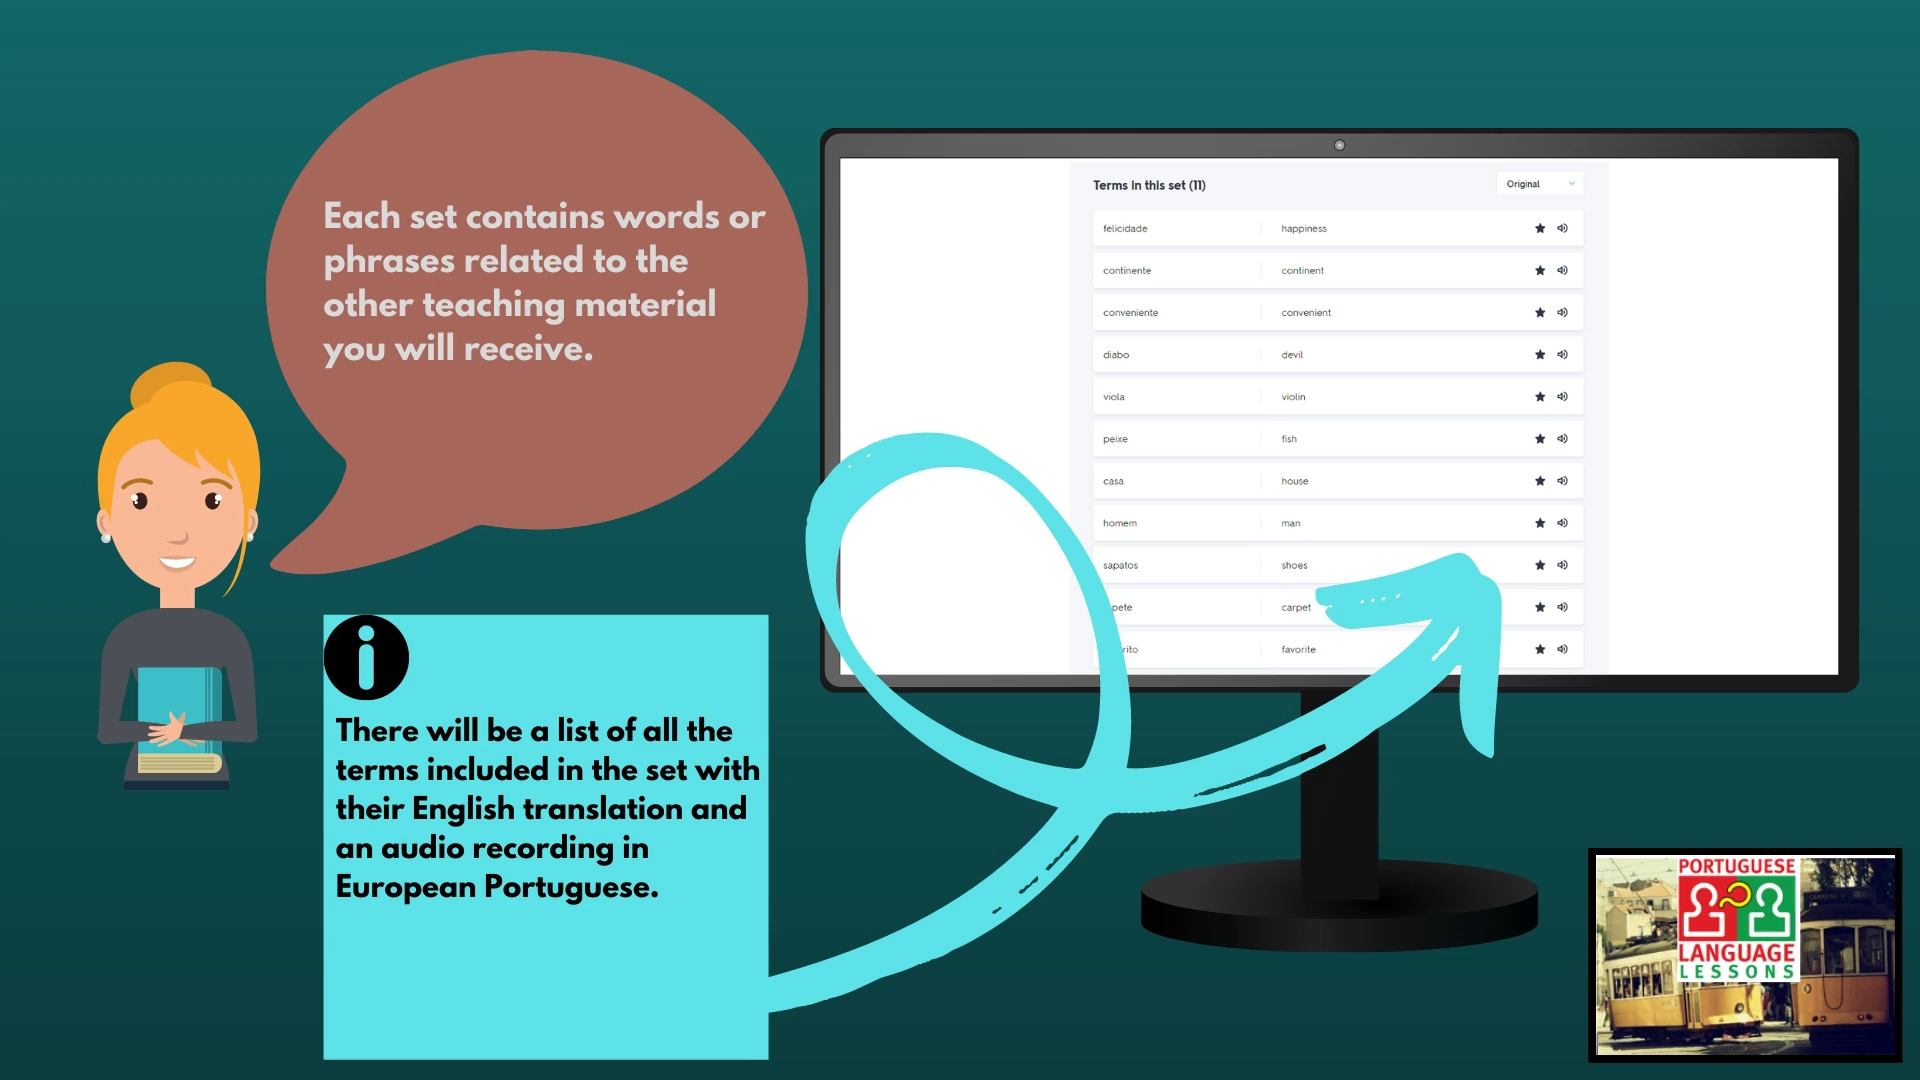 Each set contains words or
phrases related to the
other teaching material
you will receive.
There will be a list of all the
terms included in the set with
their English translation and
an audio recording in
European Portuguese.
Terms in this set (11)
Original
felicidade happiness
continente continent
conveniente convenient
diabo devil
viola violin
peixe fish
casa house
homem man
sapatos shoes
pete carpet
rito favorite
PORTUGUESE
LANGUAGE
LESSONS